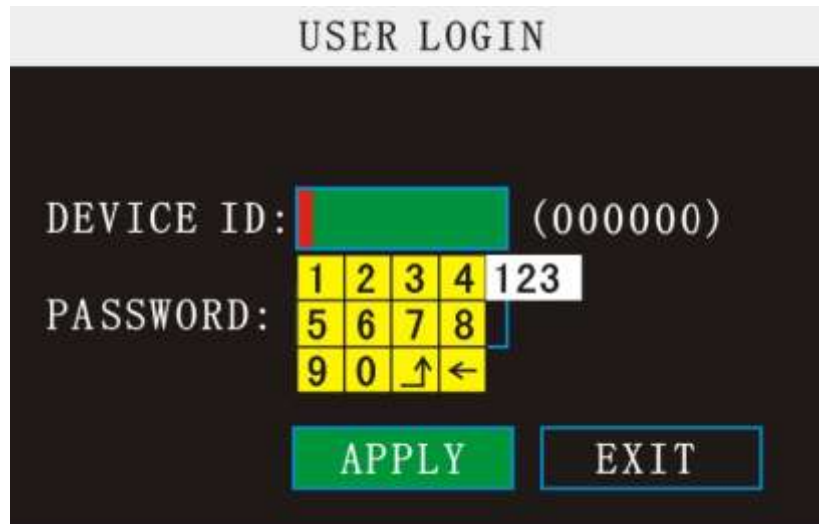 USER LOGIN
DEVICE ID: (000000)
1 2 3 4 123
PASSWORD: 5 6 7 8
9 0 ⮥ ←
APPLY EXIT